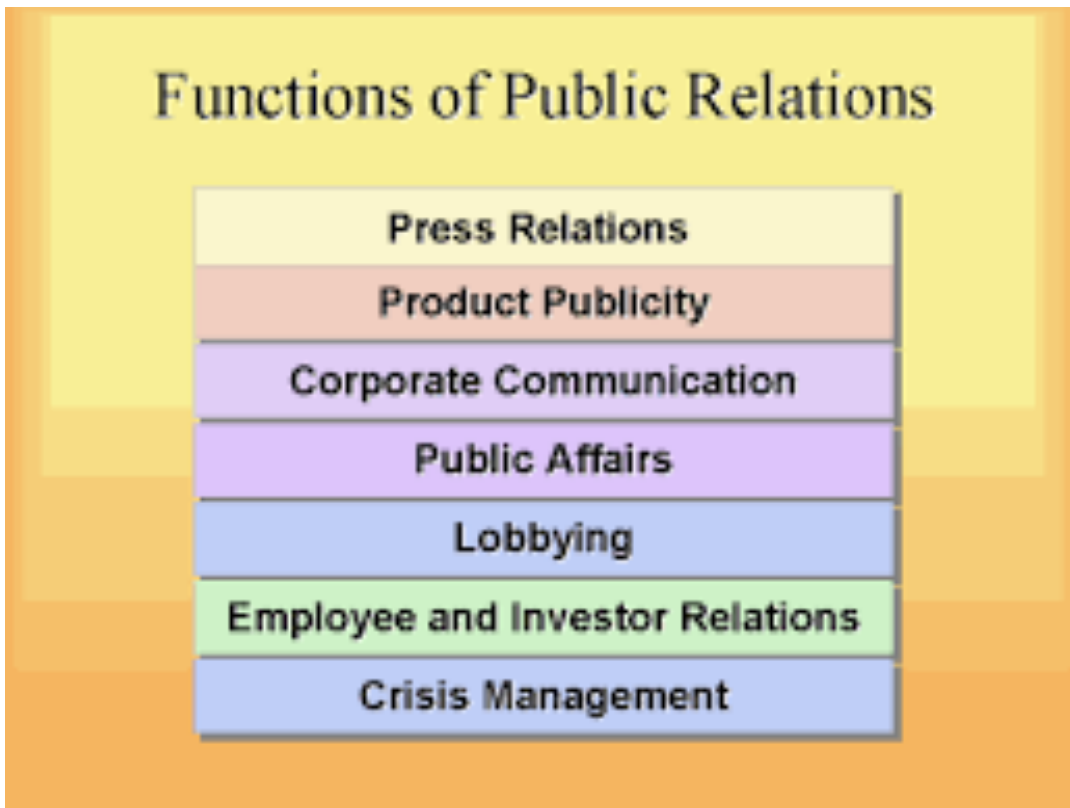 Functions of Public Relations
Press Relations
Product Publicity
Corporate Communication
Public Affairs
Lobbying
Employee and Investor Relations
Crisis Management